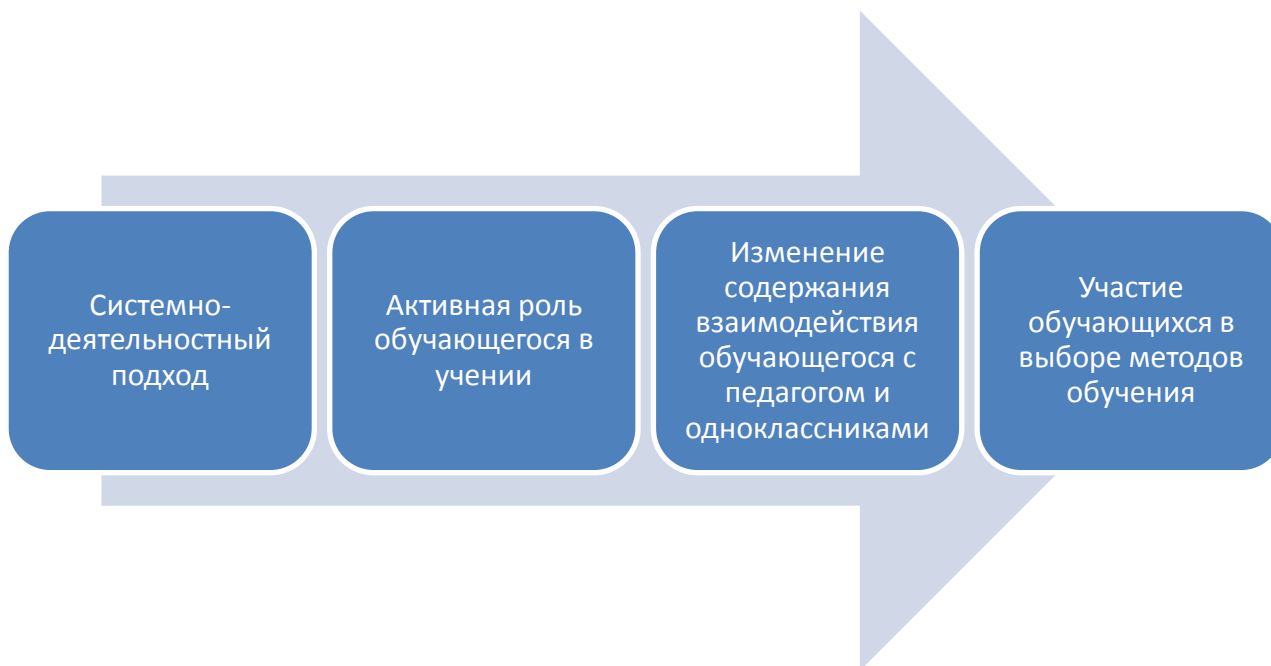 Системно-
деятельностный
подход
Активная роль
обучающегося в
учении
Изменение
содержания
взаимодействия
обучающегося с
педагогом и
одноклассниками
Участие
обучающихся в
выборе методов
обучения